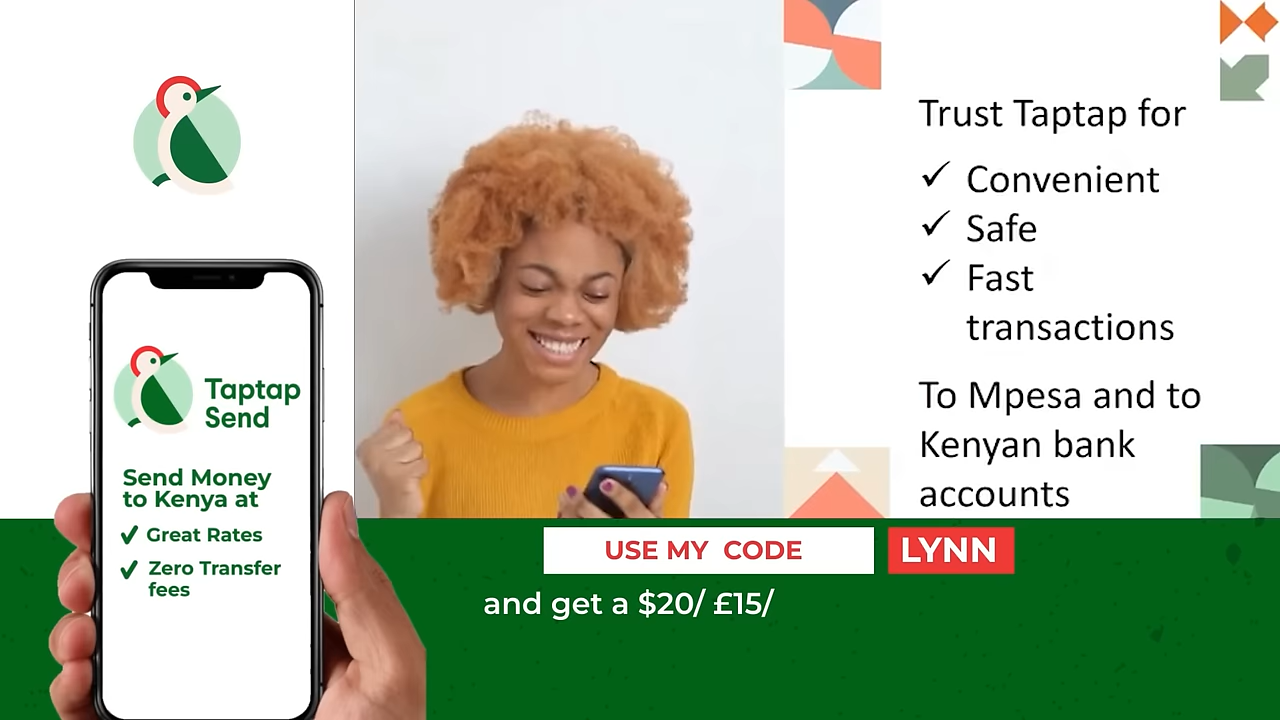 Taptap
Send
Send Money
to Kenya at
Great Rates
Zero Transfer
fees
Trust Taptap for
Convenient
Safe
Fast
transactions
To Mpesa and to
Kenyan bank
accounts
USE MY CODE
LYNN
and get a $20/ £15/